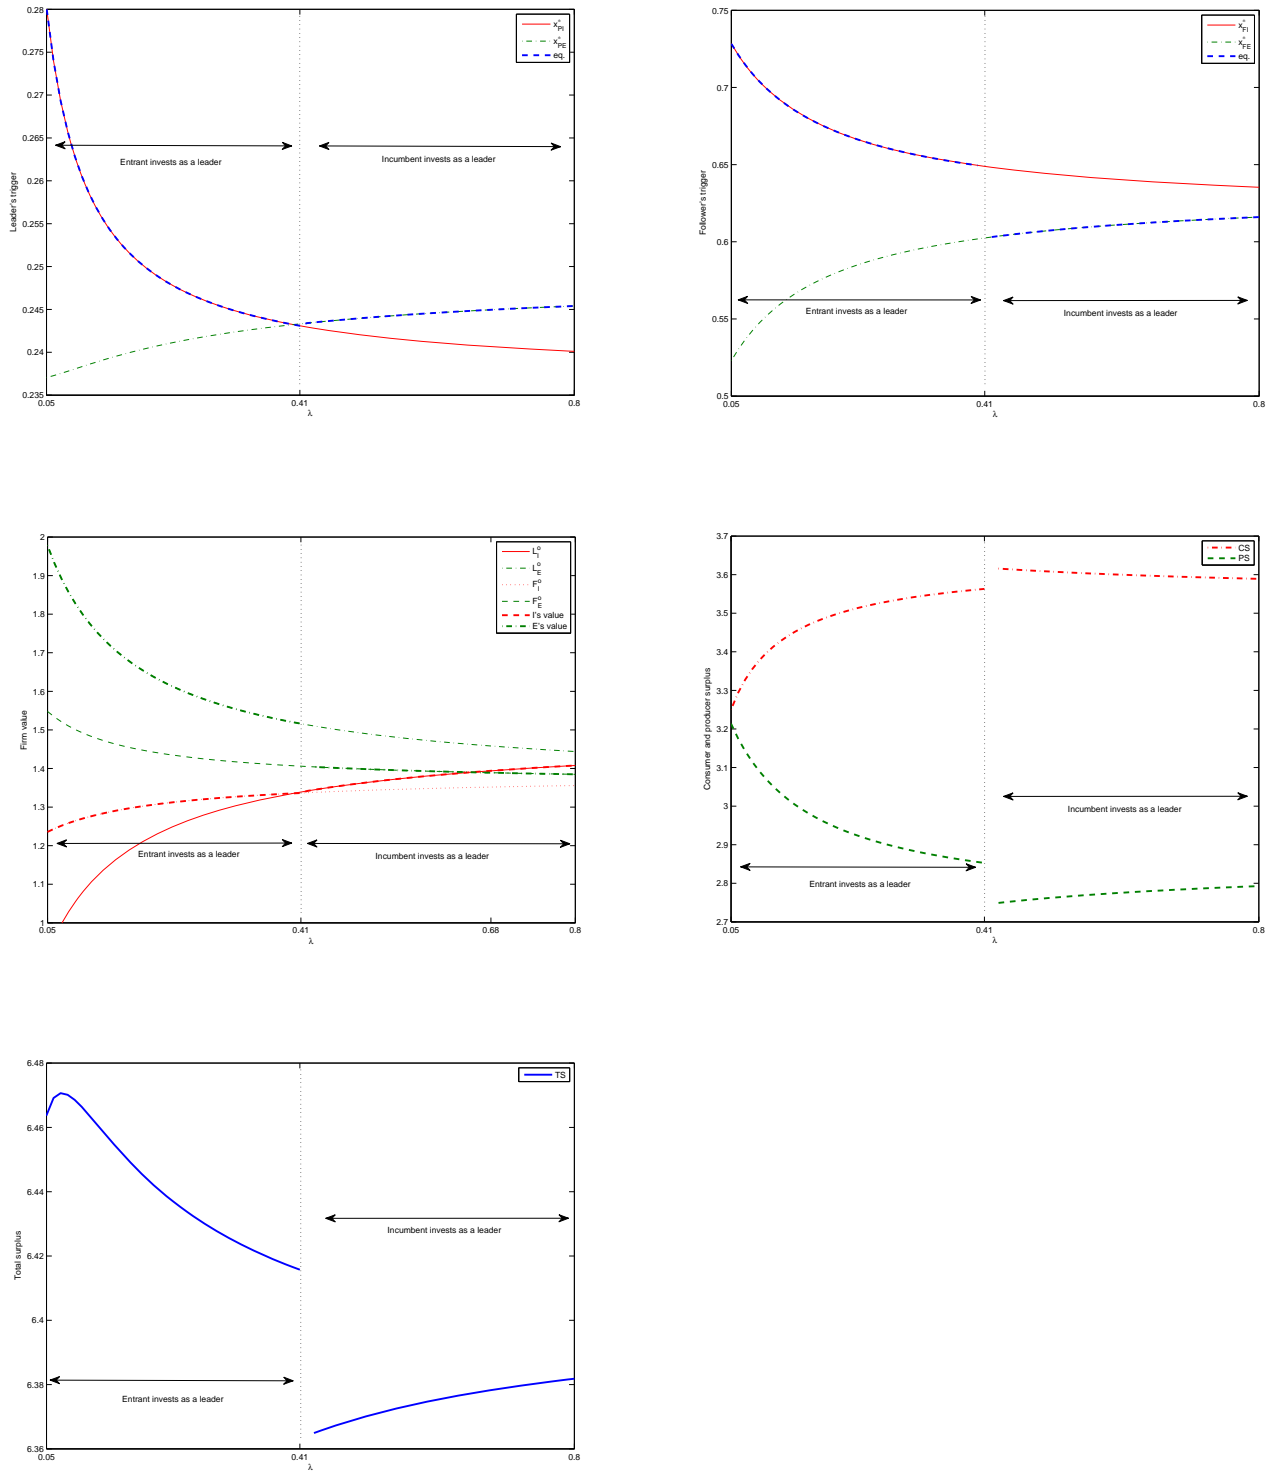 0.28
0.275
0.27
0.265
0.26
0.255
0.25
0.245
0.24
0.235
Leader's trigger
x*PI
x*PE
eq.
Entrant invests as a leader
Incumbent invests as a leader
0.05
0.41
0.8
λ
0.75
0.7
0.65
0.6
0.55
0.5
Follower's trigger
x*FI
x*FE
eq.
Entrant invests as a leader
Incumbent invests as a leader
0.05
0.41
0.8
λ
2
1.9
1.8
1.7
1.6
1.5
1.4
1.3
1.2
1.1
1
Firm value
L°I
L°E
F°I
F°E
I's value
E's value
Entrant invests as a leader
Incumbent invests as a leader
0.05
0.41
0.68
0.8
λ
3.7
3.6
3.5
3.4
3.3
3.2
3.1
3
2.9
2.8
2.7
Consumer and producer surplus
CS
PS
Incumbent invests as a leader
Entrant invests as a leader
0.05
0.41
0.8
λ
6.48
6.46
6.44
6.42
6.4
6.38
6.36
Total surplus
TS
Incumbent invests as a leader
Entrant invests as a leader
0.05
0.41
0.8
λ